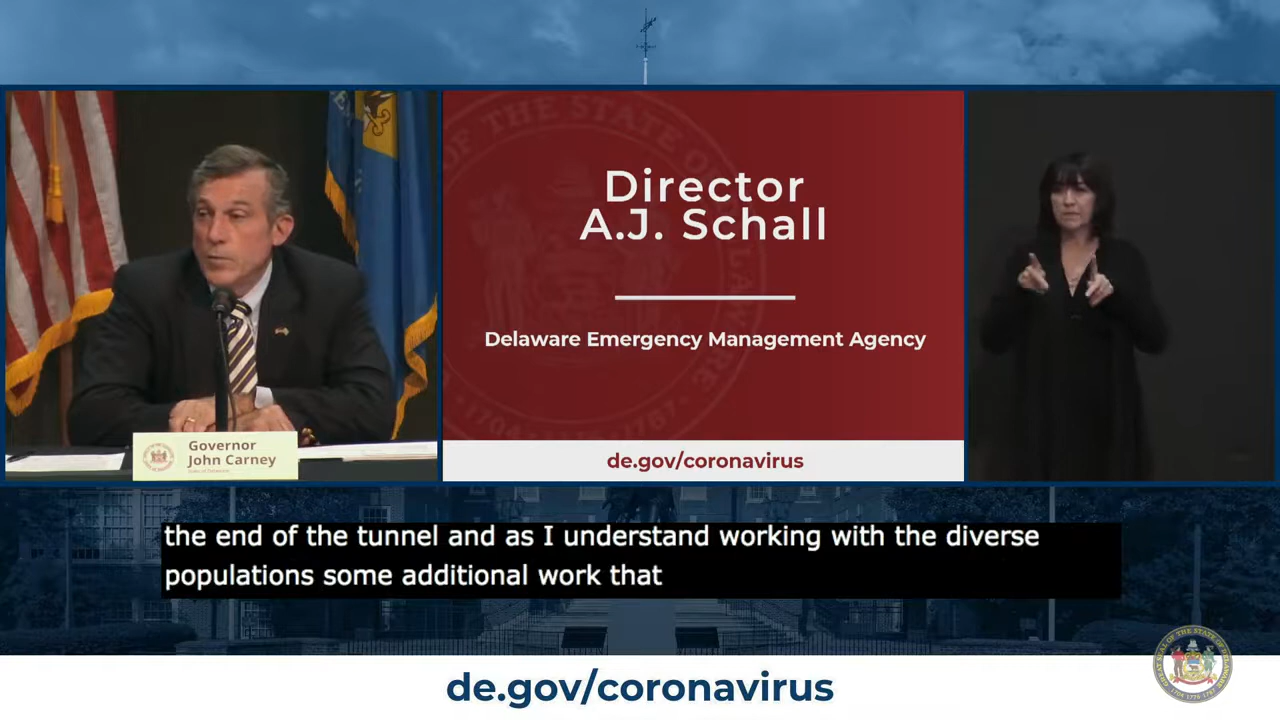 Governor
John Carney
Director
A.J. Schall
Delaware Emergency Management Agency
de.gov/coronavirus
the end of the tunnel and as I understand working with the diverse
populations some additional work that
de.gov/coronavirus